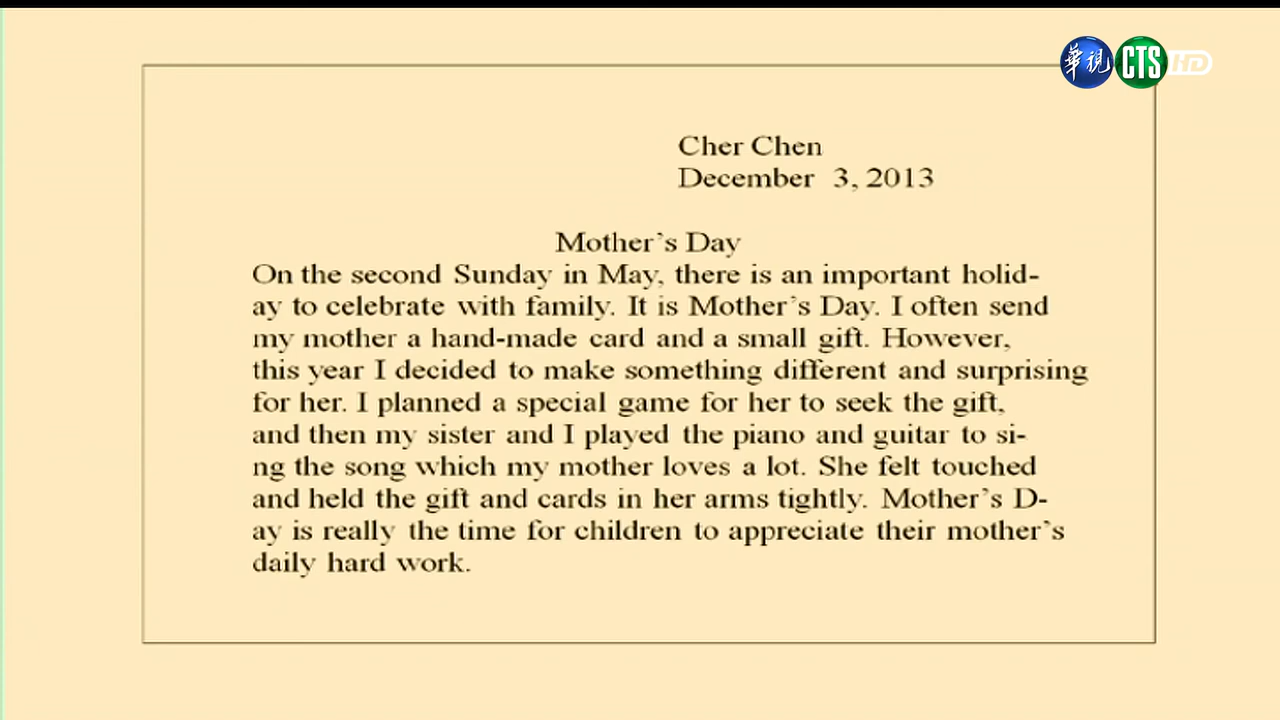 華視 CTS HD
Cher Chen
December 3, 2013
Mother's Day
On the second Sunday in May, there is an important holid-
ay to celebrate with family. It is Mother's Day. I often send
my mother a hand-made card and a small gift. However,
this year I decided to make something different and surprising
for her. I planned a special game for her to seek the gift,
and then my sister and I played the piano and guitar to si-
ng the song which my mother loves a lot. She felt touched
and held the gift and cards in her arms tightly. Mother's D-
ay is really the time for children to appreciate their mother's
daily hard work.